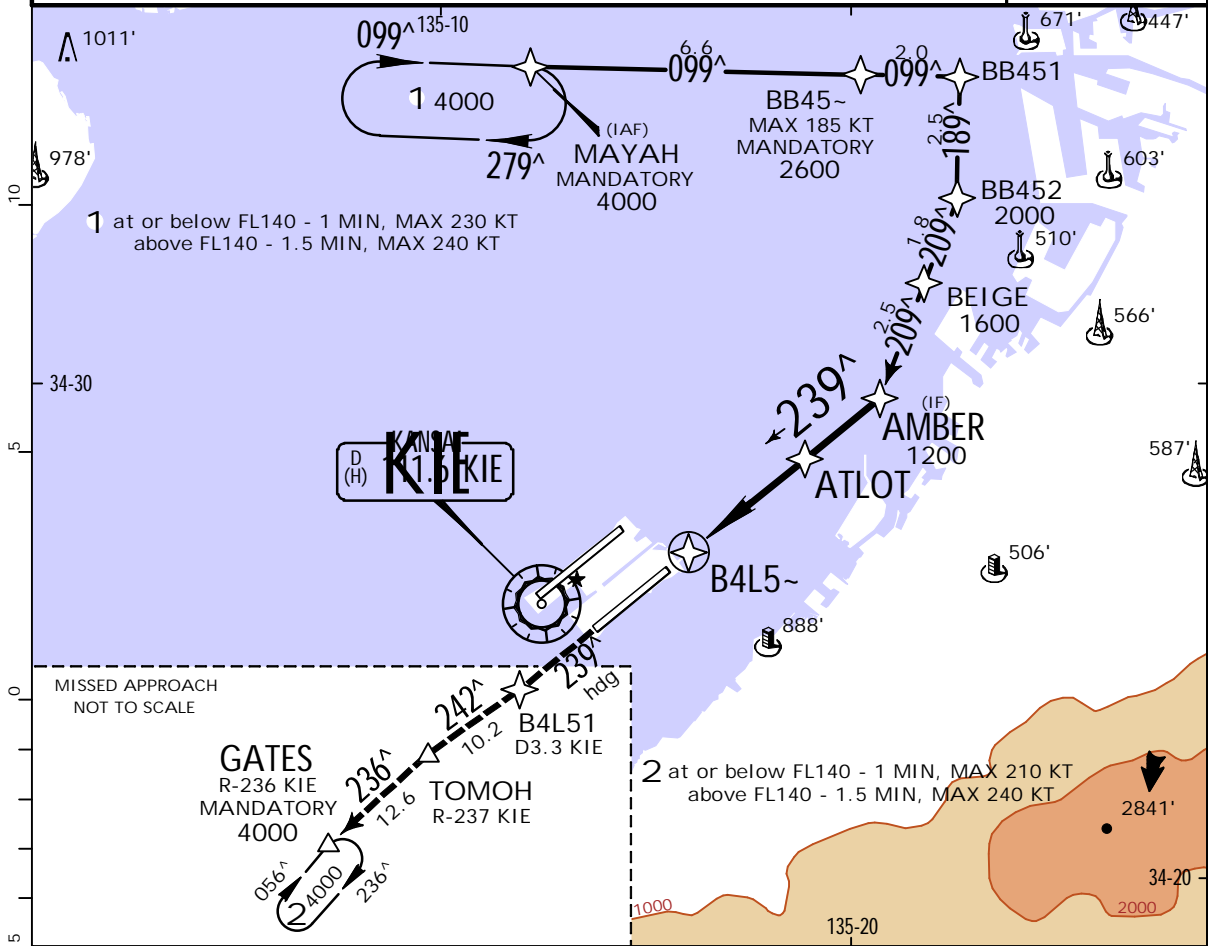 135-10
671'
447'
1011'
099^
6.6
099^
2.0
099^
BB451
1 4000
BB45~
MAX 185 KT
MANDATORY
2600
2.5
189^
(IAF)
MAYAH
MANDATORY
4000
279^
978'
603'
10
BB452
2000
1 at or below FL140 - 1 MIN, MAX 230 KT
above FL140 - 1.5 MIN, MAX 240 KT
1.8
209^
510'
BEIGE
1600
566'
2.5
209^
34-30
239^
(IF)
AMBER
1200
KANSAI
D
(H)
KIE
KIE
5
587'
ATLOT
506'
B4L5~
888'
239^
hdg
0
MISSED APPROACH
NOT TO SCALE
242^
10.2
B4L51
D3.3 KIE
GATES
R-236 KIE
MANDATORY
4000
236^
12.6
TOMOH
R-237 KIE
2 at or below FL140 - 1 MIN, MAX 210 KT
above FL140 - 1.5 MIN, MAX 240 KT
2841'
056^
2 4000
236^
34-20
1000
2000
135-20
5